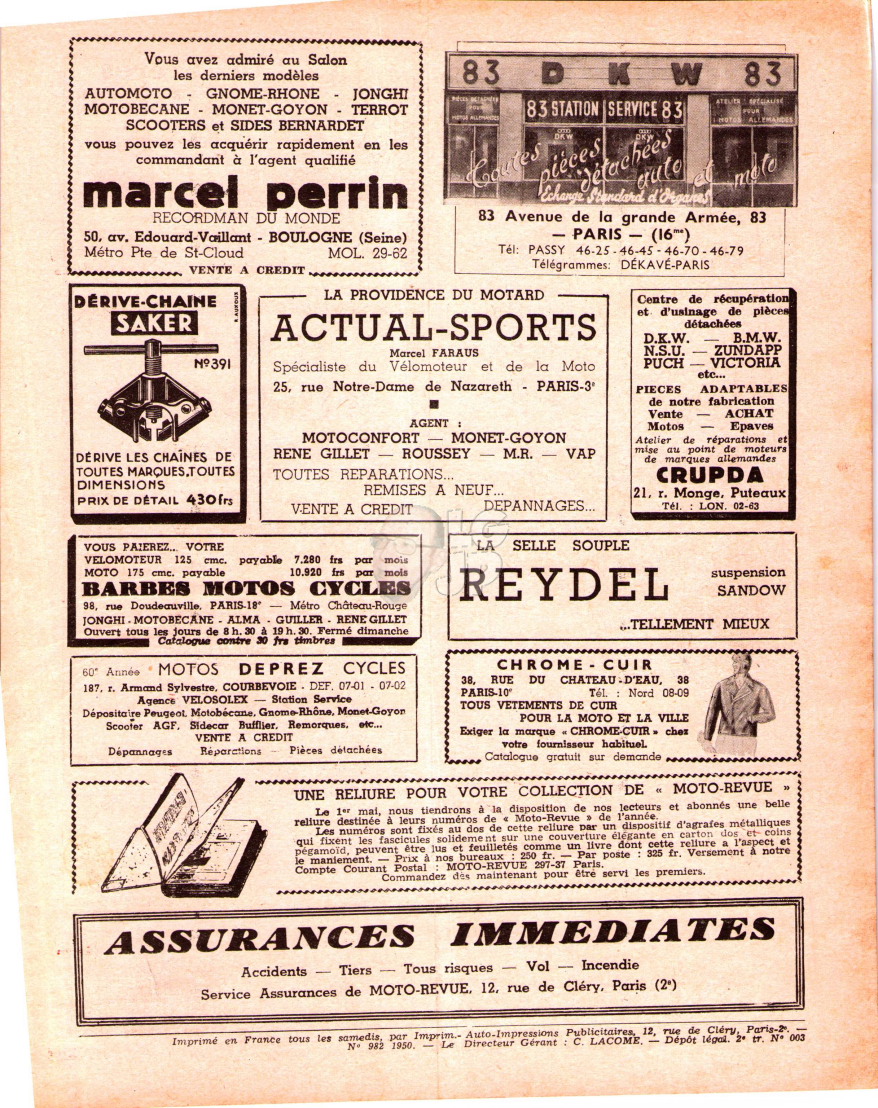 Vous avez admiré au Salon
les derniers modèles
AUTOMOTO - GNOME-RHONE - JONGHI
MOTOBECANE - MONET-GOYON - TERROT
SCOOTERS et SIDES BERNARDET
vous pouvez les acquérir rapidement en les
commandant à l'agent qualifié
marcel perrin
RECORDMAN DU MONDE
50, av. Edouard-Vaillant - BOULOGNE (Seine)
Métro Pte de St-Cloud MOL. 29-62
VENTE A CREDIT
83 DKW 83
PIÈCES DÉTACHÉES POUR MOTOS ALLEMANDES
83 STATION SERVICE 83
ATELIER SPÉCIALISÉ POUR MOTOS ALLEMANDES
DKW DKW
Toutes pièces détachées auto et moto
Echange Standard d'Organes
83 Avenue de la grande Armée, 83
— PARIS — (16me)
Tél: PASSY 46-25 - 46-45 - 46-70 - 46-79
Télégrammes: DÉKAVÉ-PARIS
DÉRIVE-CHAINE
SAKER
No 391
DÉRIVE LES CHAÎNES DE
TOUTES MARQUES, TOUTES
DIMENSIONS
PRIX DE DÉTAIL 430 frs
LA PROVIDENCE DU MOTARD
ACTUAL-SPORTS
Marcel FARAUS
Spécialiste du Vélomoteur et de la Moto
25, rue Notre-Dame de Nazareth - PARIS-3e
AGENT :
MOTOCONFORT — MONET-GOYON
RENE GILLET — ROUSSEY — M.R. — VAP
TOUTES REPARATIONS...
REMISES A NEUF...
VENTE A CREDIT DEPANNAGES...
Centre de récupération
et d'usinage de pièces
détachées
D.K.W. — B.M.W.
N.S.U. — ZUNDAPP
PUCH — VICTORIA
etc...
PIECES ADAPTABLES
de notre fabrication
Vente — ACHAT
Motos — Epaves
Atelier de réparations et
mise au point de moteurs
de marques allemandes
CRUPDA
21, r. Monge, Puteaux
Tél. : LON. 02-63
VOUS PAIEREZ... VOTRE
VELOMOTEUR 125 cmc. payable 7.280 frs par mois
MOTO 175 cmc. payable 10.920 frs par mois
BARBES MOTOS CYCLES
98, rue Doudeauville, PARIS-18e — Métro Château-Rouge
JONGHI - MOTOBECANE - ALMA - GUILLER - RENE GILLET
Ouvert tous les jours de 8 h. 30 à 19 h. 30. Fermé dimanche
Catalogue contre 30 frs timbres
LA SELLE SOUPLE
REYDEL
suspension
SANDOW
...TELLEMENT MIEUX
60e Année MOTOS DEPREZ CYCLES
187, r. Armand Sylvestre, COURBEVOIE - DEF. 07-01 - 07-02
Agence VELOSOLEX — Station Service
Dépositaire Peugeot, Motobécane, Gnome-Rhône, Monet-Goyon
Scooter AGF, Sidecar Bufflier, Remorques, etc...
VENTE A CREDIT
Dépannages Réparations — Pièces détachées
CHROME - CUIR
38, RUE DU CHATEAU-D'EAU, 38
PARIS-10e Tél. : Nord 08-09
TOUS VETEMENTS DE CUIR
POUR LA MOTO ET LA VILLE
Exiger la marque « CHROME-CUIR » chez
votre fournisseur habituel.
Catalogue gratuit sur demande
UNE RELIURE POUR VOTRE COLLECTION DE « MOTO-REVUE »
Le 1er mai, nous tiendrons à la disposition de nos lecteurs et abonnés une belle
reliure destinée à leurs numéros de « Moto-Revue » de l'année.
Les numéros sont fixés au dos de cette reliure par un dispositif d'agrafes métalliques
qui fixent les fascicules solidement sur une couverture élégante en carton dos et coins
pégamoïd, peuvent être lus et feuilletés comme un livre dont cette reliure a l'aspect et
le maniement. — Prix à nos bureaux : 250 fr. — Par poste : 325 fr. Versement à notre
Compte Courant Postal : MOTO-REVUE 297-37 Paris.
Commandez dès maintenant pour être servi les premiers.
ASSURANCES IMMEDIATES
Accidents — Tiers — Tous risques — Vol — Incendie
Service Assurances de MOTO-REVUE, 12, rue de Cléry, Paris (2e)
Imprimé en France tous les samedis, par Imprim.- Auto-Impressions Publicitaires, 12, rue de Cléry, Paris-2e. —
No 982 1950. — Le Directeur Gérant : C. LACOME. — Dépôt légal. 2e tr. No 003